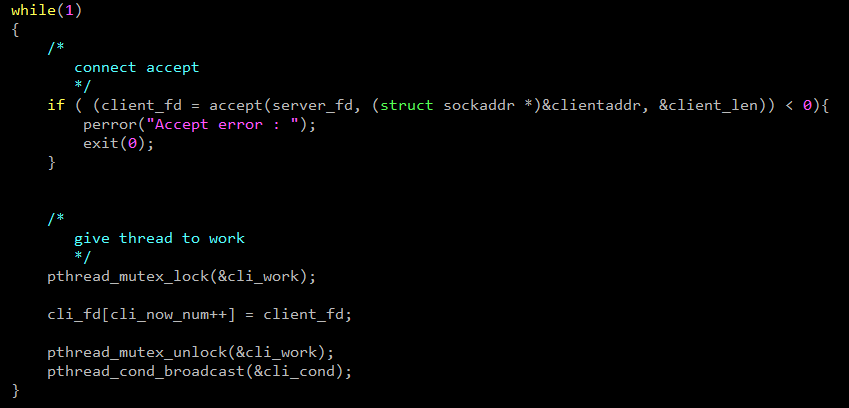 while(1)
{
    /*
       connect accept
       */
    if ( (client_fd = accept(server_fd, (struct sockaddr *)&clientaddr, &client_len)) < 0){
        perror("Accept error : ");
        exit(0);
    }
    /*
       give thread to work
       */
    pthread_mutex_lock(&cli_work);
    cli_fd[cli_now_num++] = client_fd;
    pthread_mutex_unlock(&cli_work);
    pthread_cond_broadcast(&cli_cond);
}